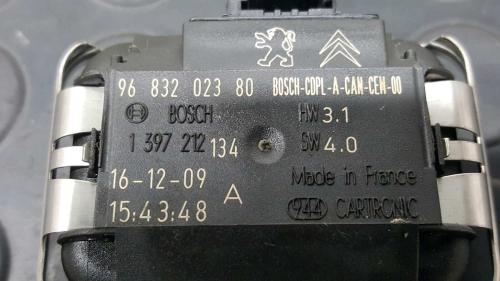 96 832 023 80 BOSCH-CDPL-A-CAN-CEN-00
BOSCH HW 3.1
1 397 212 134 SW 4.0
16-12-09 A Made in France
15:43:48 944 CARTRONIC